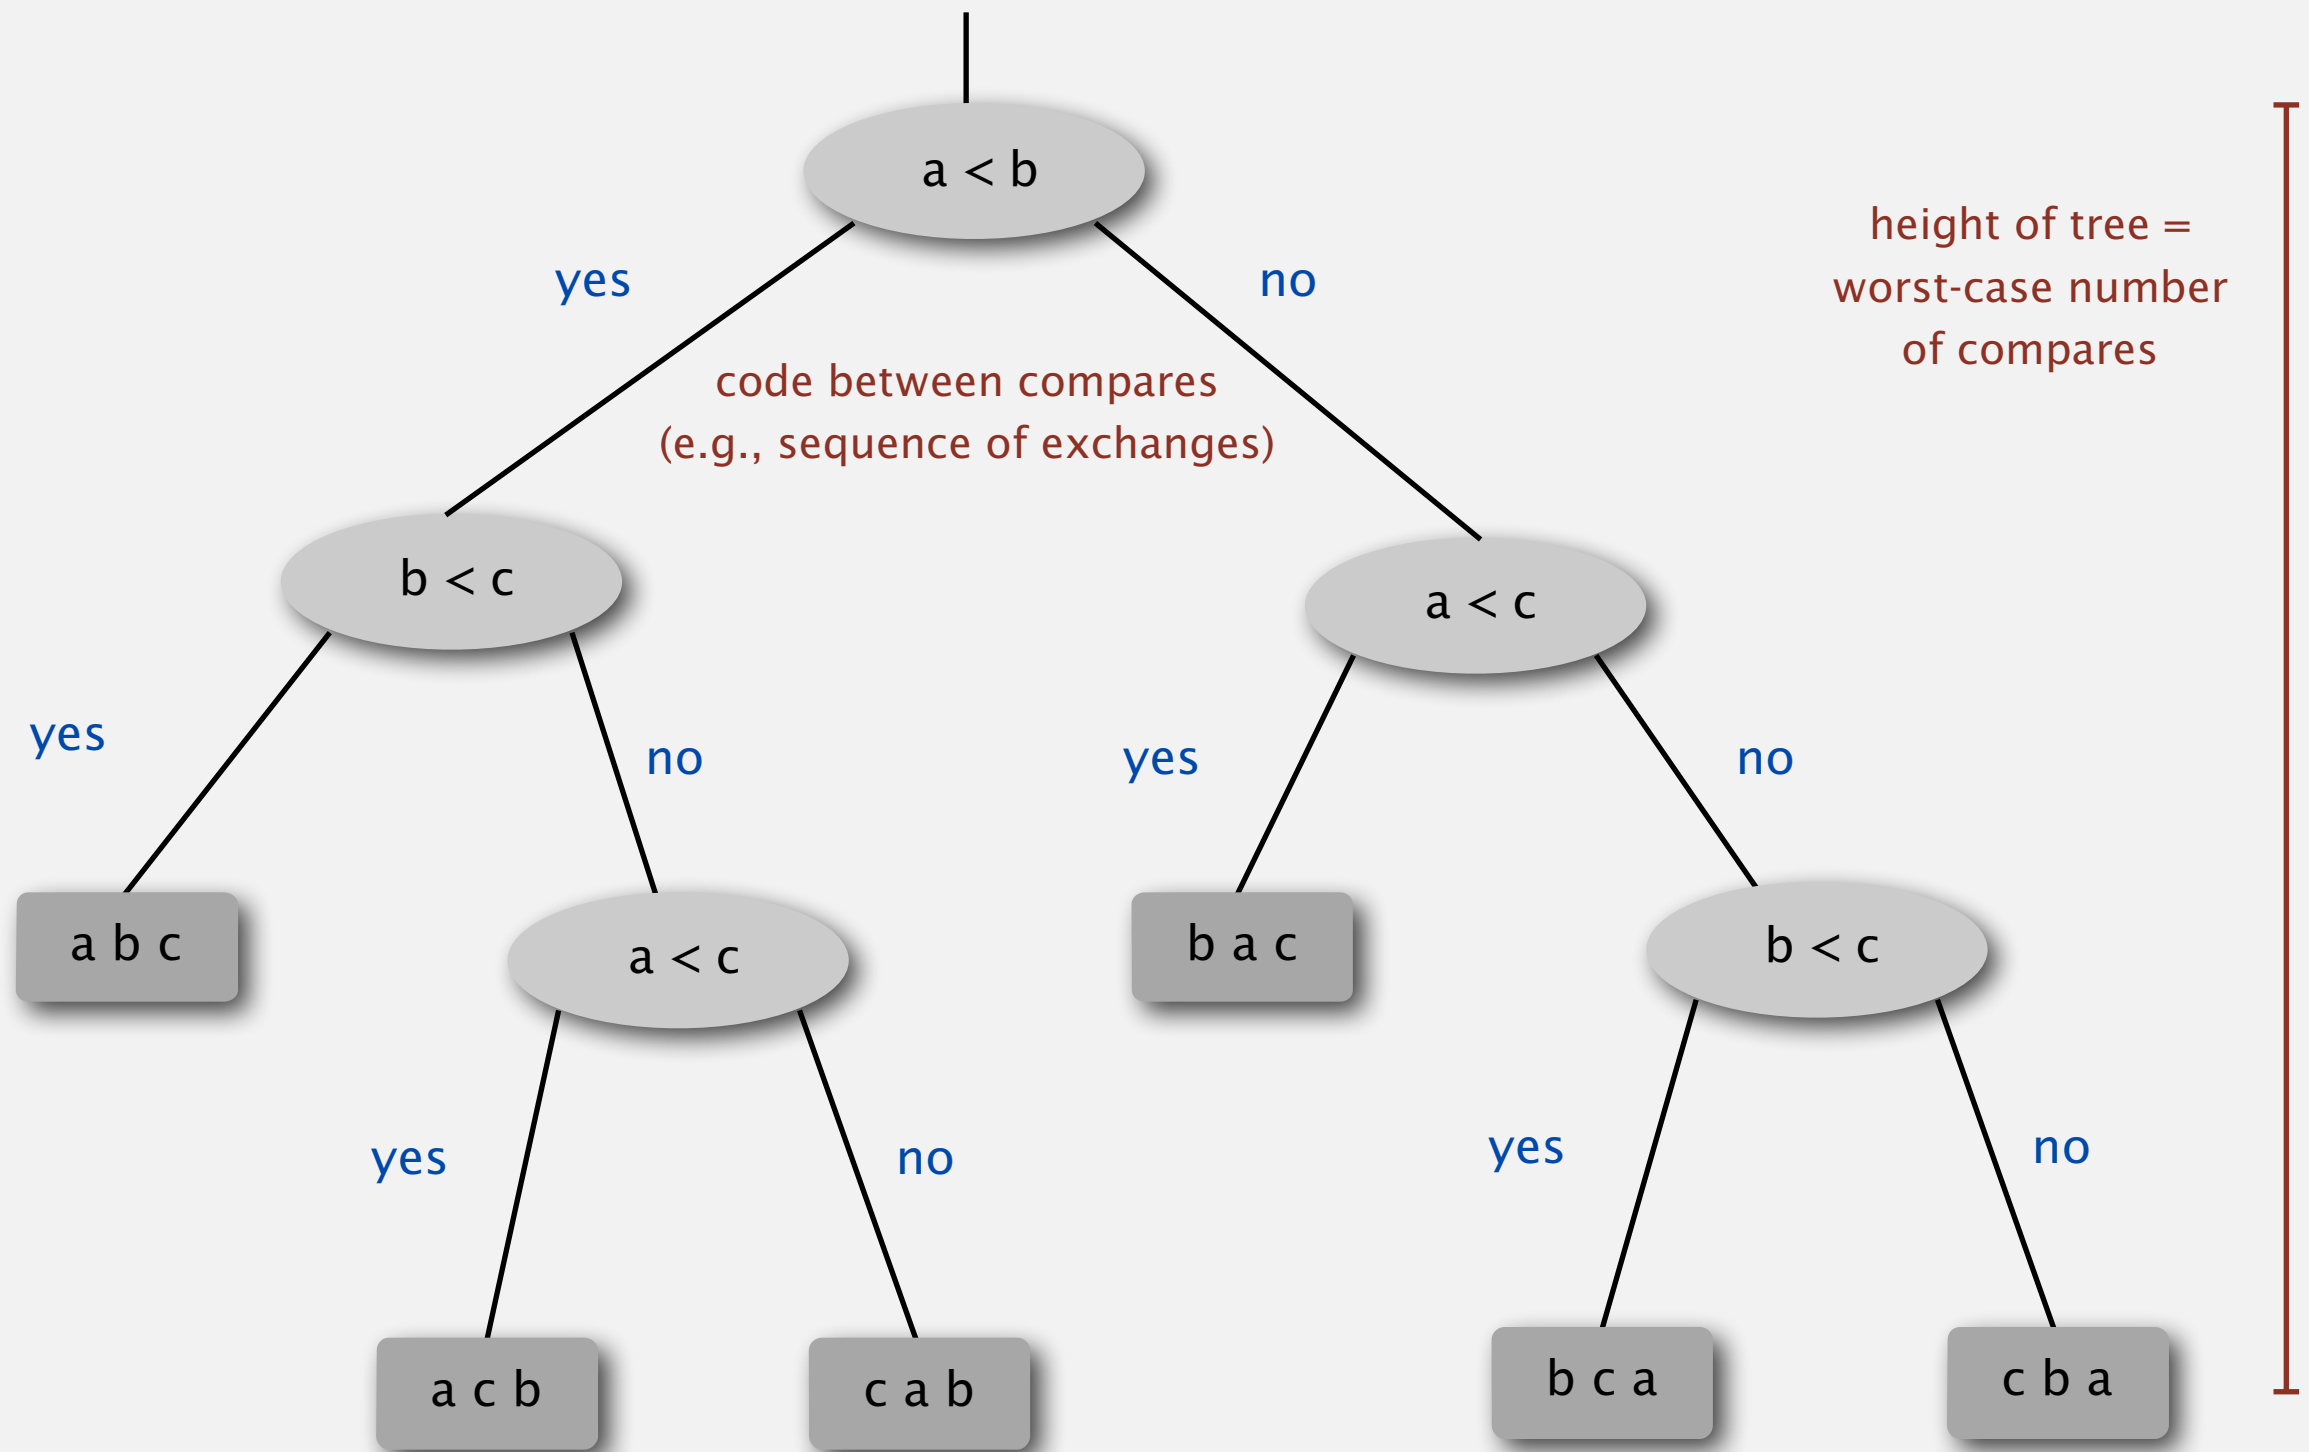 a < b
height of tree =
worst-case number
of compares
yes
no
code between compares
(e.g., sequence of exchanges)
b < c
a < c
yes
no
yes
no
a b c
a < c
b a c
b < c
yes
no
yes
no
a c b
c a b
b c a
c b a